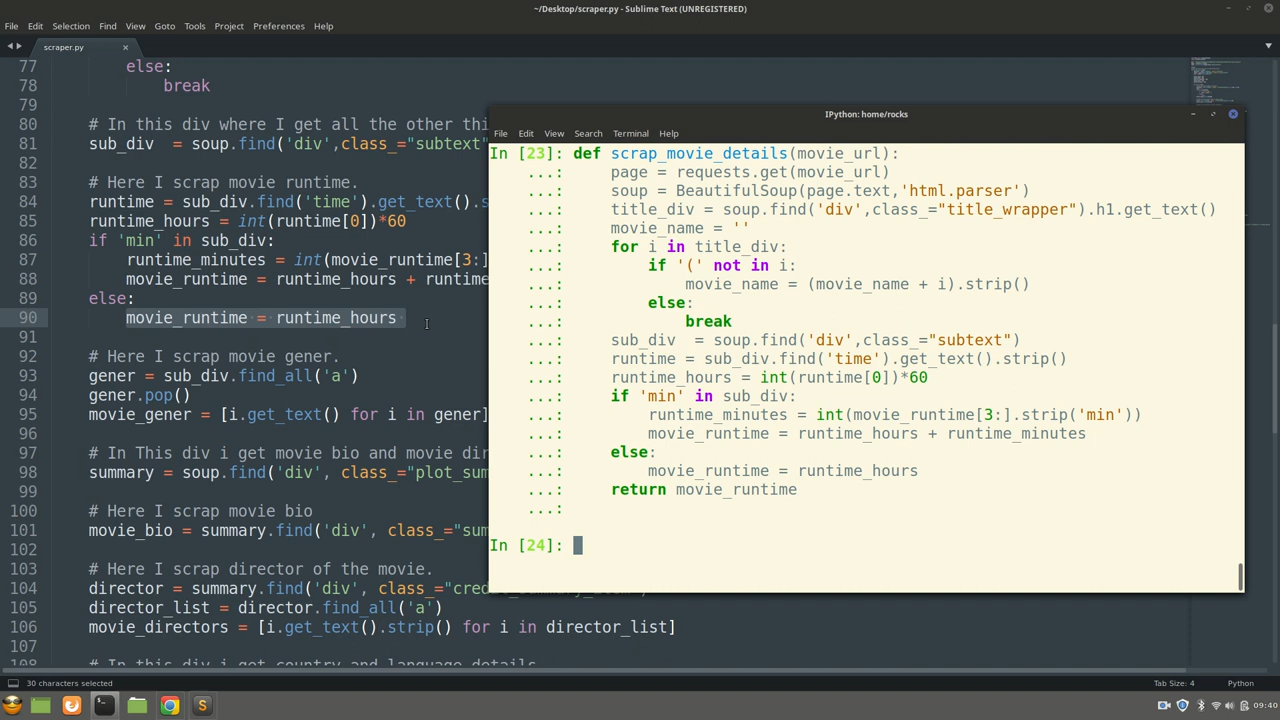 ~/Desktop/scraper.py - Sublime Text (UNREGISTERED)
File Edit Selection Find View Goto Tools Project Preferences Help
scraper.py ×
77 else:
78 break
79
80 # In this div where I get all the other thi
81 sub_div = soup.find('div',class_="subtext"
82
83 # Here I scrap movie runtime.
84 runtime = sub_div.find('time').get_text().s
85 runtime_hours = int(runtime[0])*60
86 if 'min' in sub_div:
87 runtime_minutes = int(movie_runtime[3:]
88 movie_runtime = runtime_hours + runtime
89 else:
90 movie_runtime = runtime_hours
91
92 # Here I scrap movie gener.
93 gener = sub_div.find_all('a')
94 gener.pop()
95 movie_gener = [i.get_text() for i in gener]
96
97 # In This div i get movie bio and movie dir
98 summary = soup.find('div', class_="plot_sum
99
100 # Here I scrap movie bio
101 movie_bio = summary.find('div', class_="sum
102
103 # Here I scrap director of the movie.
104 director = summary.find('div', class_="credit_summary_item",
105 director_list = director.find_all('a')
106 movie_directors = [i.get_text().strip() for i in director_list]
107
108 # In this div i get country and language details
IPython: home/rocks
File Edit View Search Terminal Help
In [23]: def scrap_movie_details(movie_url):
...: page = requests.get(movie_url)
...: soup = BeautifulSoup(page.text,'html.parser')
...: title_div = soup.find('div',class_="title_wrapper").h1.get_text()
...: movie_name = ''
...: for i in title_div:
...: if '(' not in i:
...: movie_name = (movie_name + i).strip()
...: else:
...: break
...: sub_div = soup.find('div',class_="subtext")
...: runtime = sub_div.find('time').get_text().strip()
...: runtime_hours = int(runtime[0])*60
...: if 'min' in sub_div:
...: runtime_minutes = int(movie_runtime[3:].strip('min'))
...: movie_runtime = runtime_hours + runtime_minutes
...: else:
...: movie_runtime = runtime_hours
...: return movie_runtime
...:
In [24]:
30 characters selected
Tab Size: 4 Python
09:40